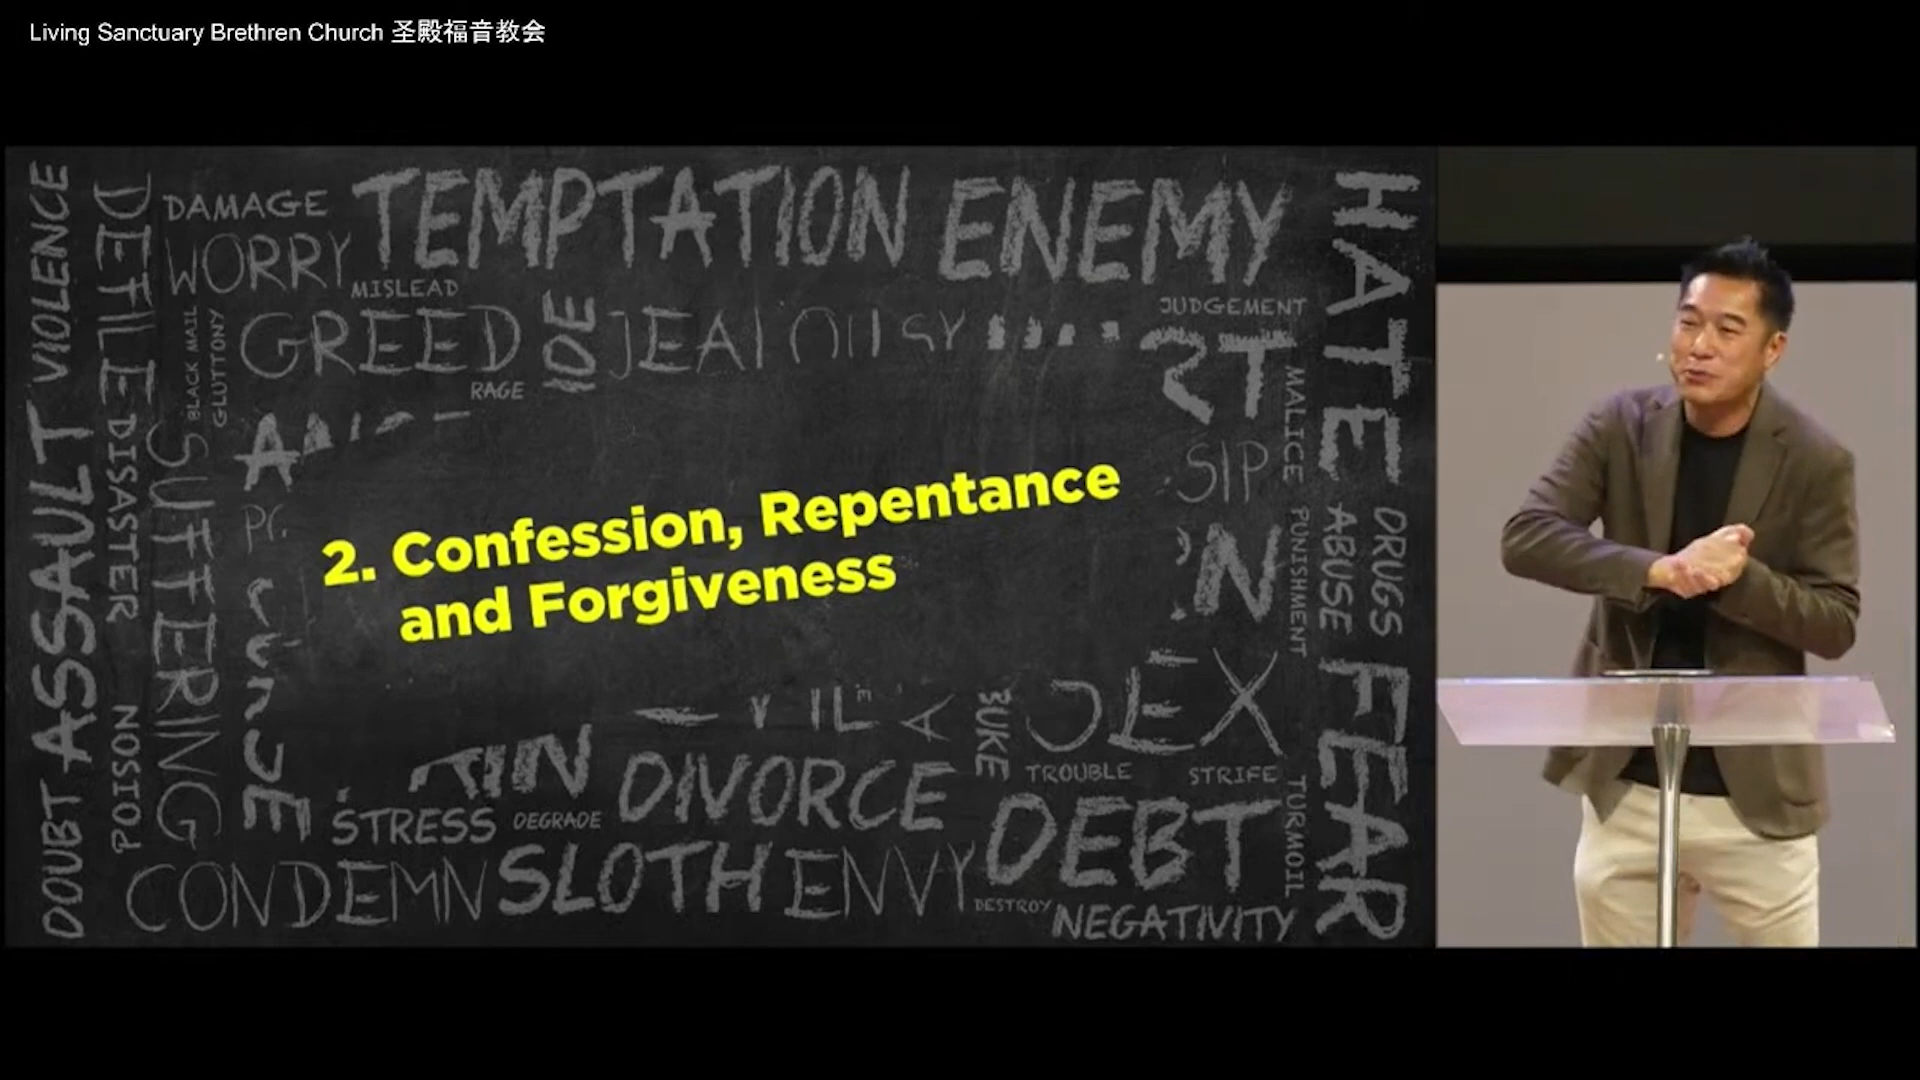 Living Sanctuary Brethren Church 圣殿福音教会
VIOLENCE
ASSAULT
DOUBT
DEFILE
DISASTER
POISON
DAMAGE
WORRY
TEMPTATION
ENEMY
HATE
MISLEAD
JUDGEMENT
BLACK MAIL
GLUTTONY
GREED
RAGE
MALICE
SUFFERING
2. Confession, Repentance
and Forgiveness
PUNISHMENT
DRUGS
ABUSE
SEX
FEAR
TROUBLE
STRIFE
TURMOIL
DIVORCE
STRESS
DEGRADE
DEBT
CONDEMN
SLOTH
ENVY
DESTROY
NEGATIVITY